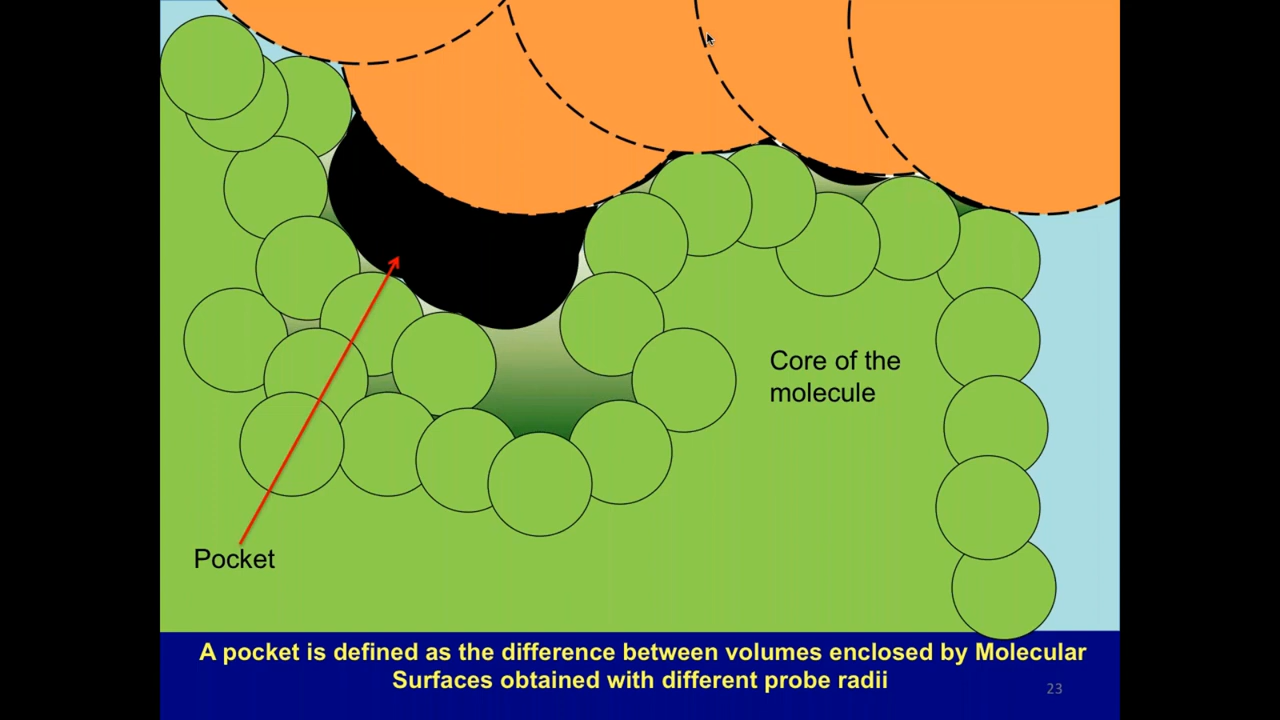 Core of the
molecule
Pocket
A pocket is defined as the difference between volumes enclosed by Molecular
Surfaces obtained with different probe radii
23